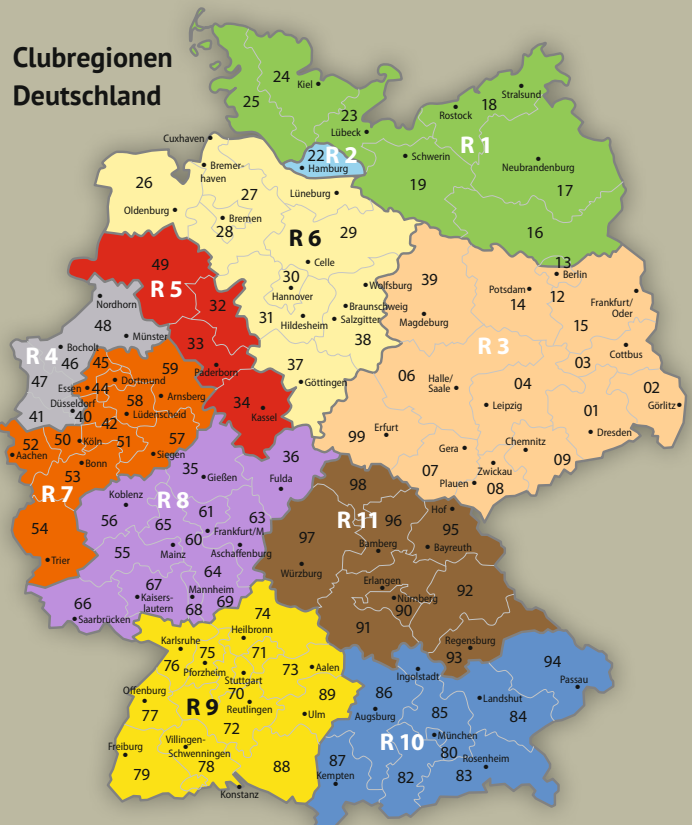 Clubregionen
Deutschland
24
Kiel
25
23
Lübeck
Stralsund
18
Rostock
R 1
Schwerin
Neubrandenburg
19
17
16
Cuxhaven
22
R 2
Hamburg
Bremer-
haven
26
27
Lüneburg
Oldenburg
Bremen
28
R 6
29
Celle
30
Hannover
Wolfsburg
Braunschweig
31
Hildesheim
Salzgitter
38
37
Göttingen
49
R 5
32
33
Paderborn
34
Kassel
Nordhorn
48
Münster
R 4
Bocholt
46
47
41
Düsseldorf
40
45
Essen
44
Dortmund
59
58
Arnsberg
Lüdenscheid
42
52
Aachen
50
Köln
51
57
Siegen
Bonn
53
R 7
54
Trier
13
Berlin
39
Potsdam
14
12
Frankfurt/
Oder
Magdeburg
15
R 3
Cottbus
03
06
Halle/
Saale
04
02
Leipzig
Görlitz
01
Dresden
99
Erfurt
Chemnitz
Gera
09
07
Zwickau
Plauen
08
36
35
Gießen
Fulda
R 8
Koblenz
56
61
63
65
Frankfurt/M
60
Mainz
Aschaffenburg
55
64
67
Kaisers-
lautern
Mannheim
68
69
66
Saarbrücken
98
Hof
R 11
96
95
97
Bamberg
Bayreuth
Würzburg
Erlangen
92
Nürnberg
90
91
Regensburg
93
74
Heilbronn
Karlsruhe
75
71
76
Pforzheim
73
Aalen
Stuttgart
Offenburg
70
89
R 9
Reutlingen
77
Ulm
72
Villingen-
Schwenningen
Freiburg
78
79
88
Konstanz
94
Ingolstadt
Passau
86
Landshut
Augsburg
85
84
R 10
München
80
87
Rosenheim
Kempten
82
83